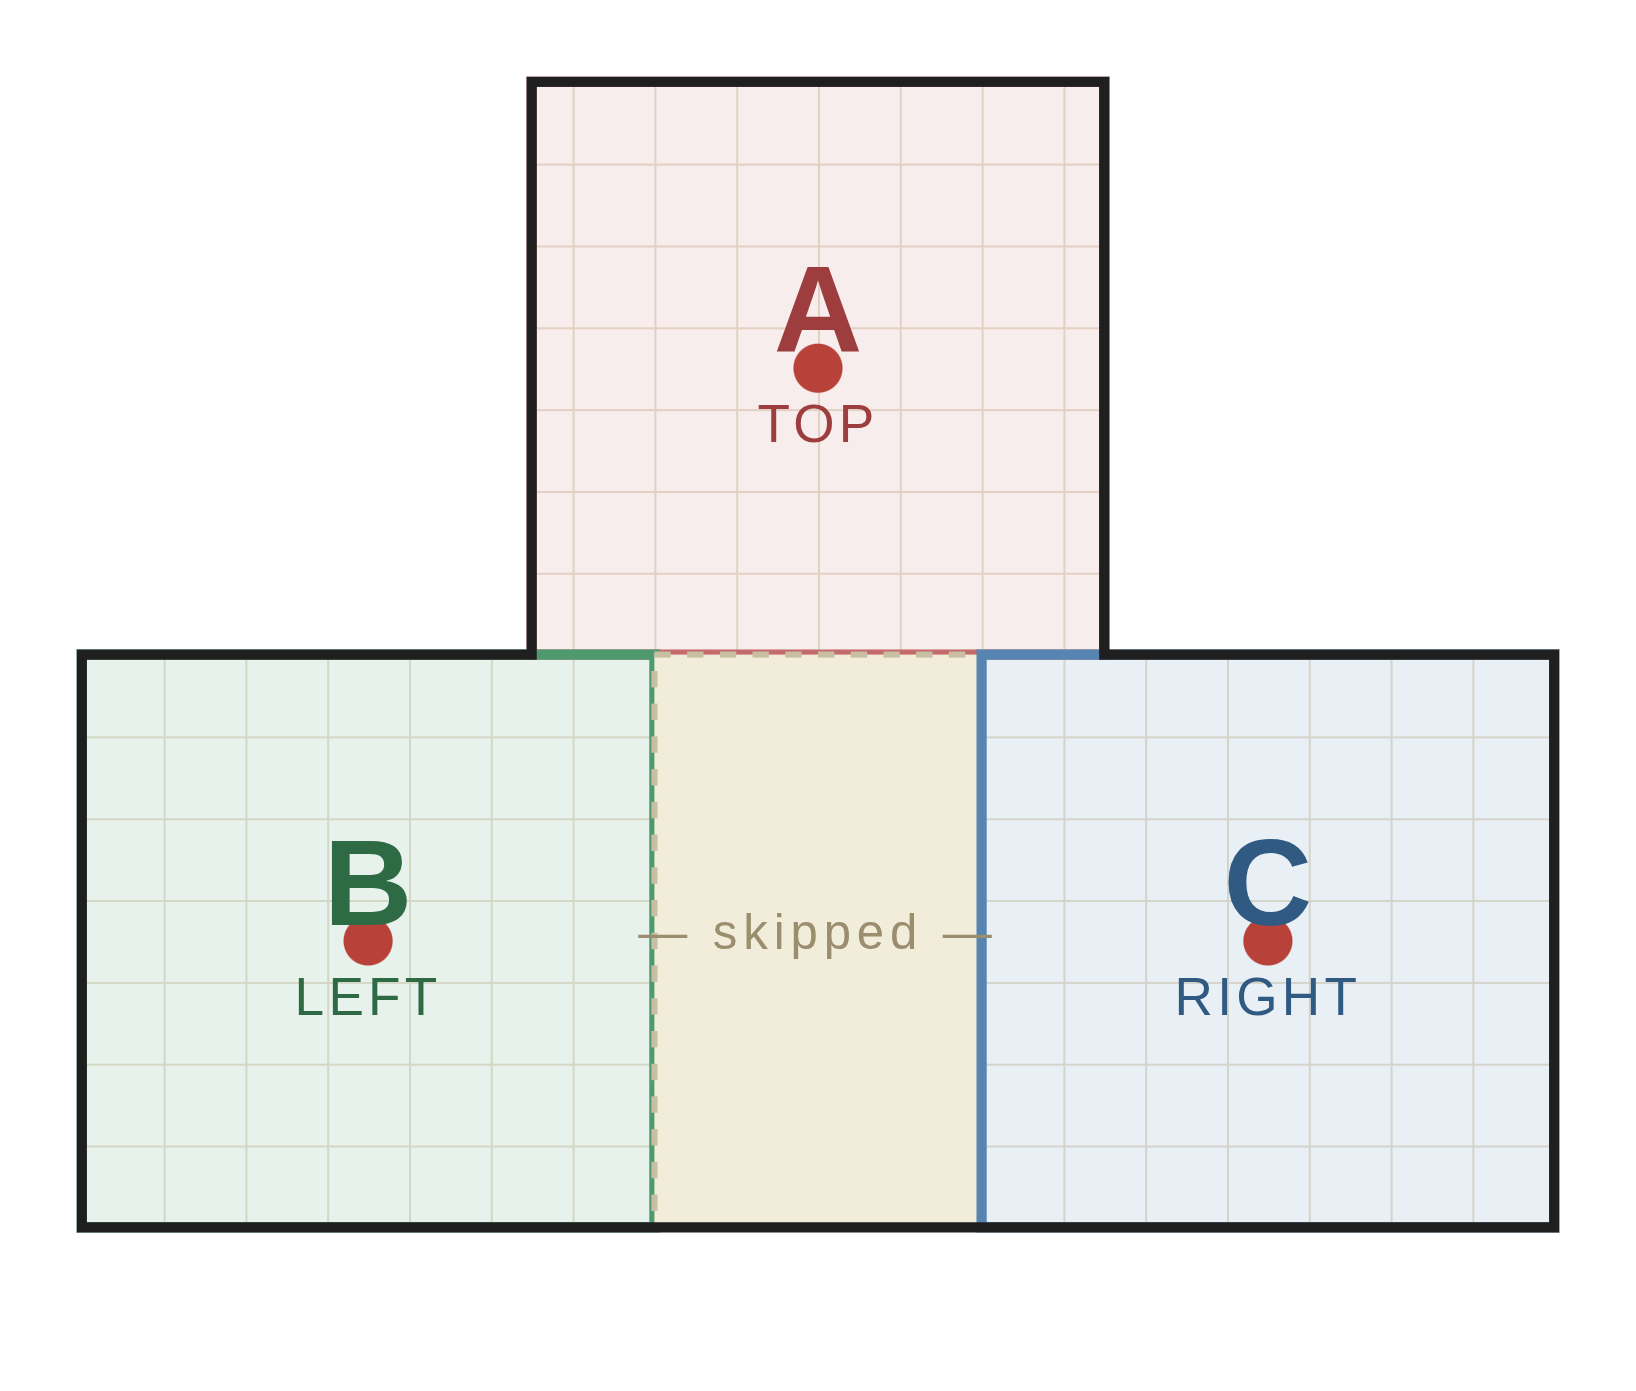 A
TOP
B
LEFT
— skipped —
C
RIGHT